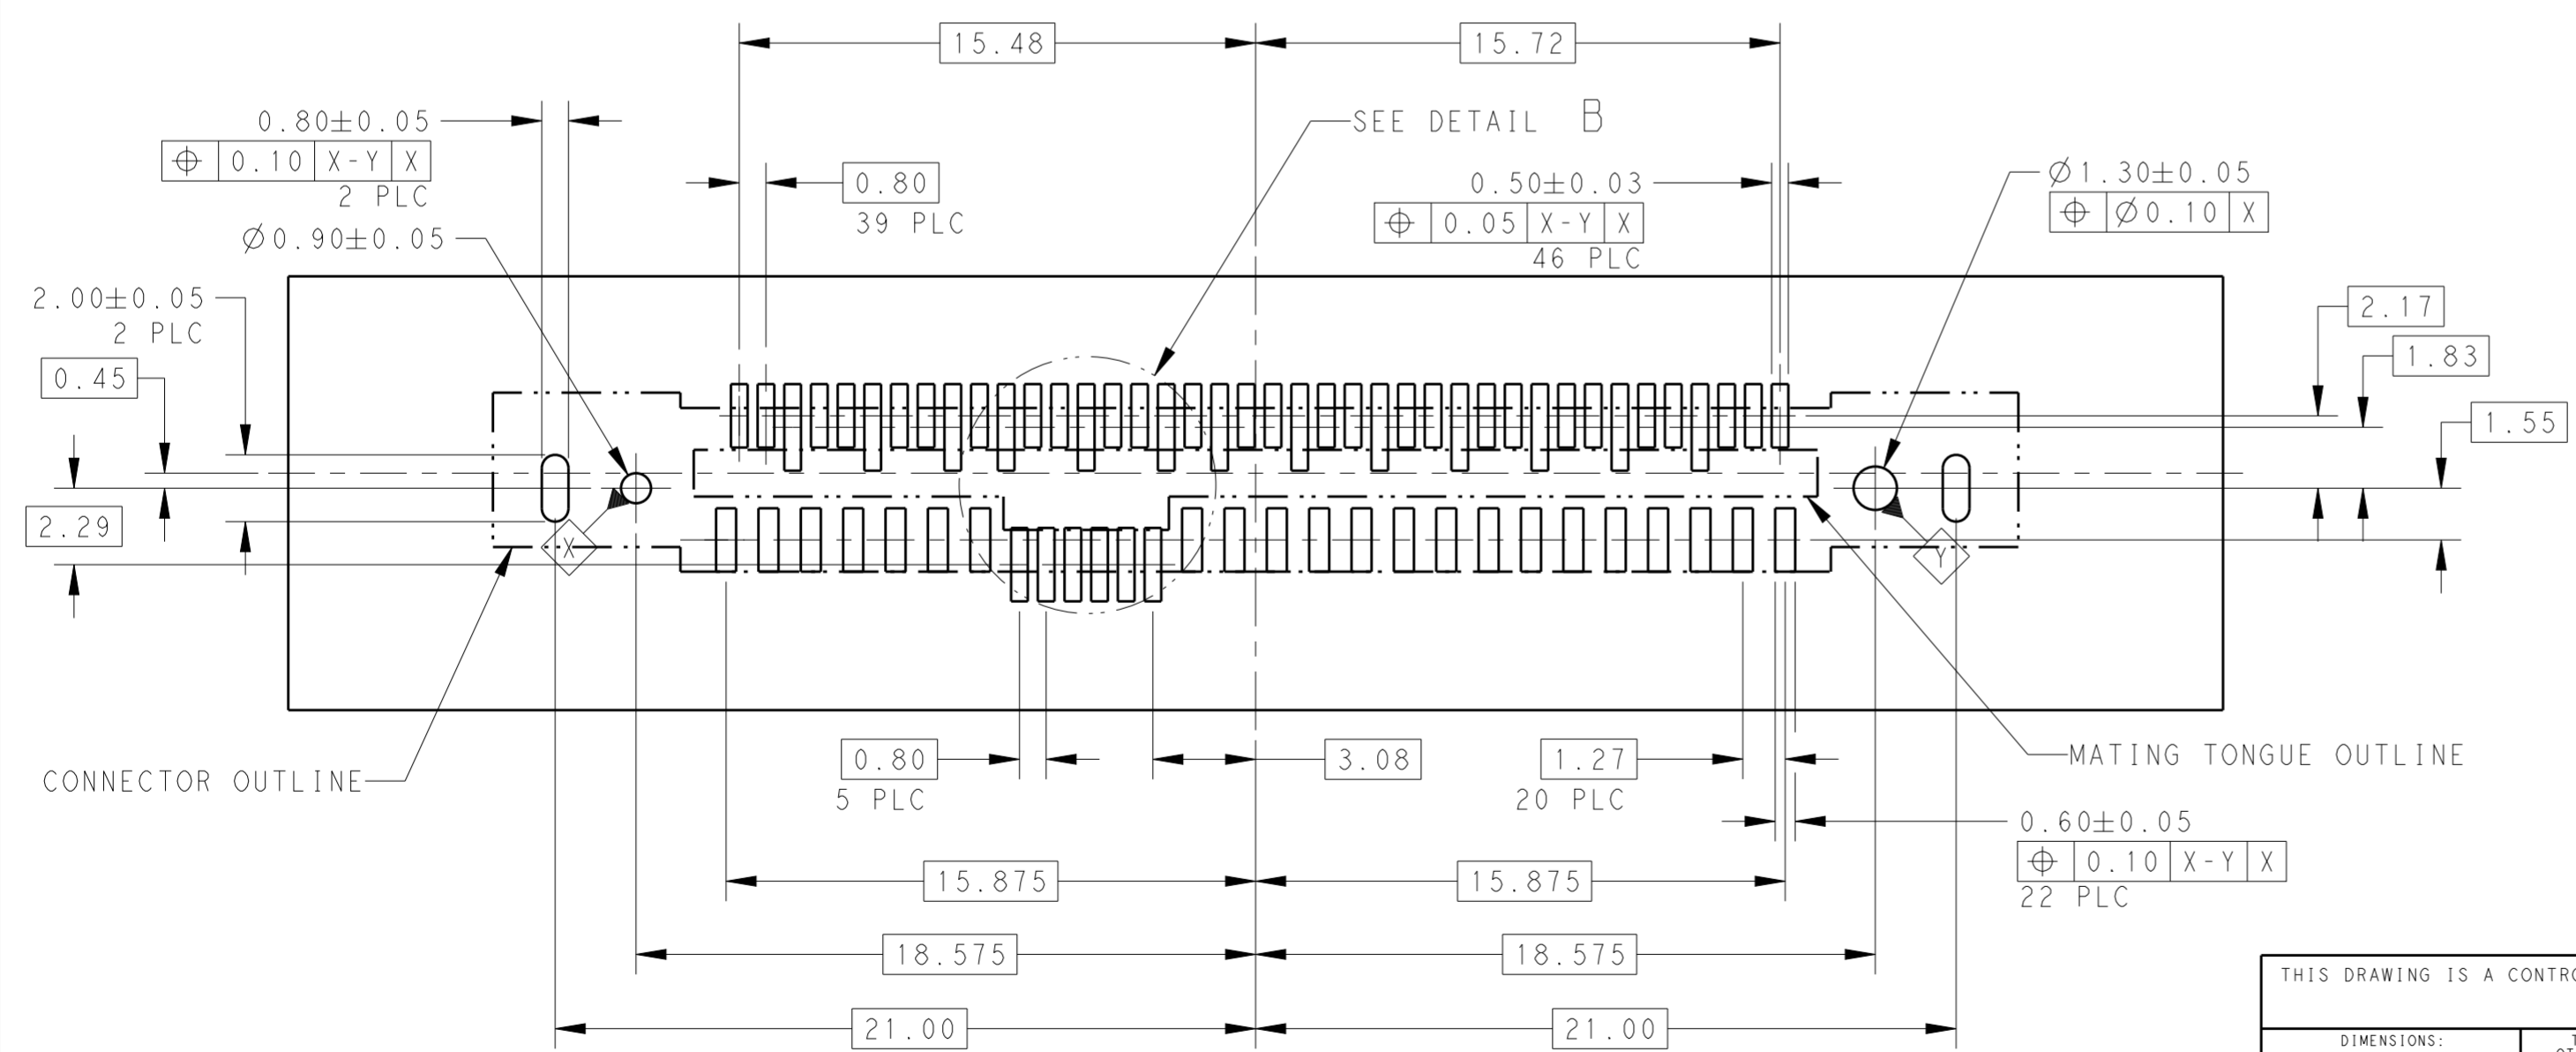 15.48
15.72
0.80±0.05
⌖ 0.10 X-Y X
2 PLC
SEE DETAIL B
0.80
39 PLC
0.50±0.03
⌖ 0.05 X-Y X
46 PLC
Ø1.30±0.05
⌖ Ø0.10 X
Ø0.90±0.05
2.00±0.05
2 PLC
2.17
1.83
0.45
1.55
2.29
X
Y
CONNECTOR OUTLINE
0.80
5 PLC
3.08
1.27
20 PLC
MATING TONGUE OUTLINE
0.60±0.05
⌖ 0.10 X-Y X
22 PLC
15.875
15.875
18.575
18.575
21.00
21.00
THIS DRAWING IS A
DIMENSIONS: